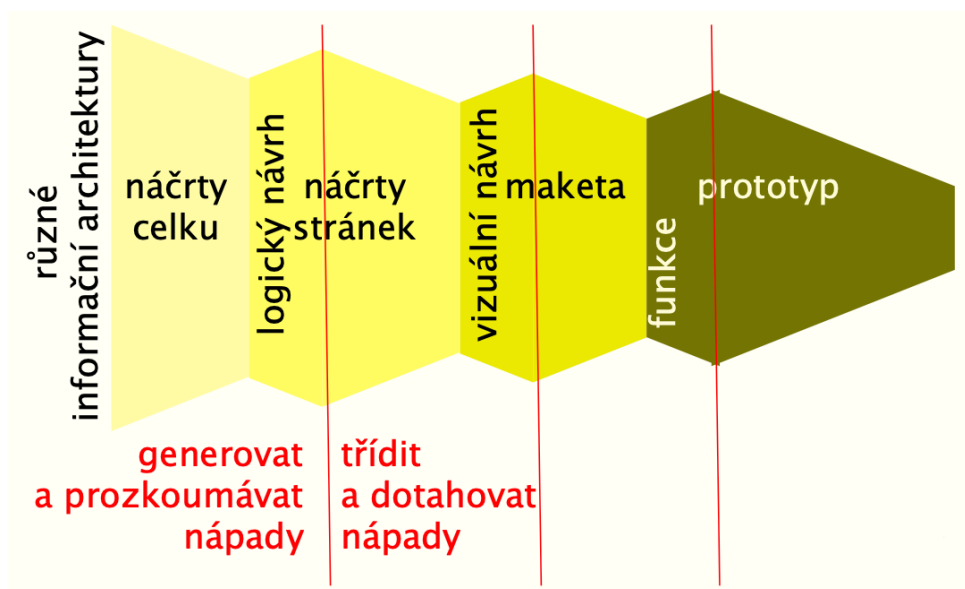 různé
informační architektury
náčrty
celku
logický návrh
náčrty
stránek
vizuální návrh
maketa
funkce
prototyp
generovat
a prozkoumávat
nápady
třídit
a dotahovat
nápady